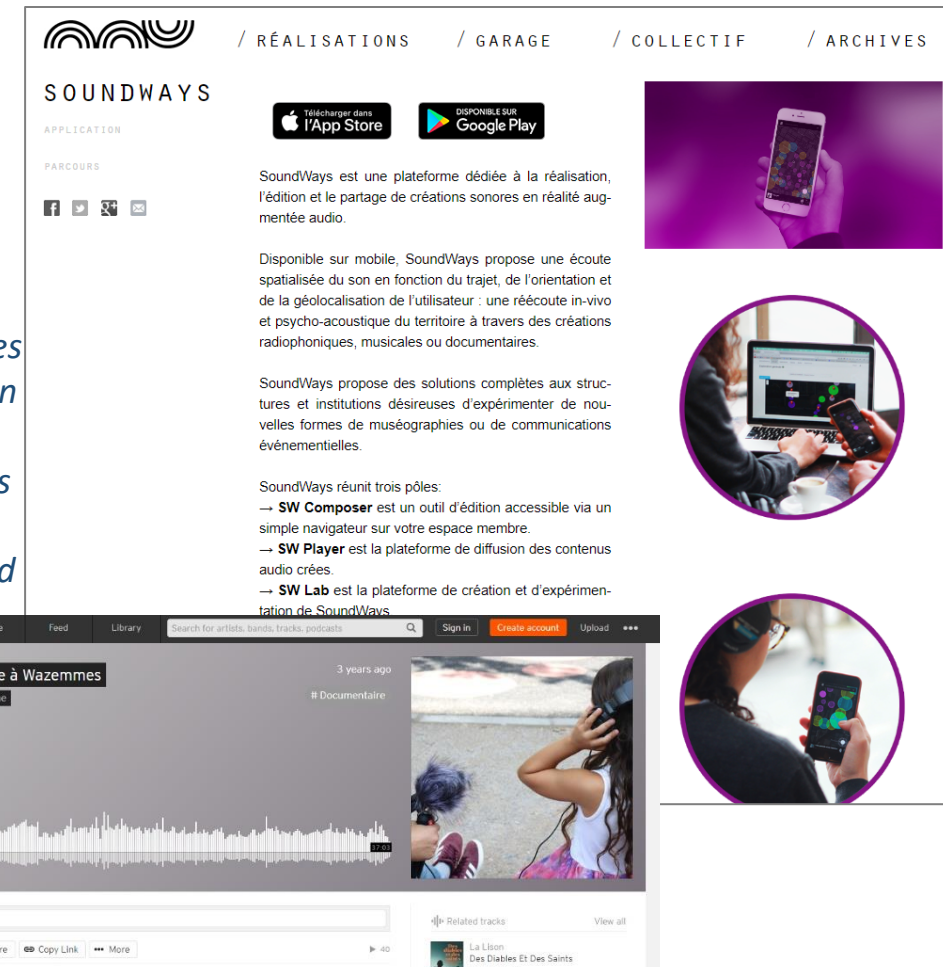 / RÉALISATIONS / GARAGE / COLLECTIF / ARCHIVES
SOUNDWAYS
APPLICATION
PARCOURS
Télécharger dans
l'App Store
DISPONIBLE SUR
Google Play
SoundWays est une plateforme dédiée à la réalisation,
l'édition et le partage de créations sonores en réalité aug-
mentée audio.
Disponible sur mobile, SoundWays propose une écoute
spatialisée du son en fonction du trajet, de l'orientation et
de la géolocalisation de l'utilisateur : une réécoute in-vivo
et psycho-acoustique du territoire à travers des créations
radiophoniques, musicales ou documentaires.
SoundWays propose des solutions complètes aux struc-
tures et institutions désireuses d'expérimenter de nou-
velles formes de muséographies ou de communications
événementielles.
SoundWays réunit trois pôles:
→ SW Composer est un outil d'édition accessible via un
simple navigateur sur votre espace membre.
→ SW Player est la plateforme de diffusion des contenus
audio crées.
→ SW Lab est la plateforme de création et d'expérimen-
tation de SoundWays
es
n
s
d
e Feed Library Search for artists, bands, tracks, podcasts Sign in Create account Upload •••
e à Wazemmes
3 years ago
# Documentaire
37:03
Related tracks View all
re Copy Link ••• More 40
La Lison
Des Diables Et Des Saints